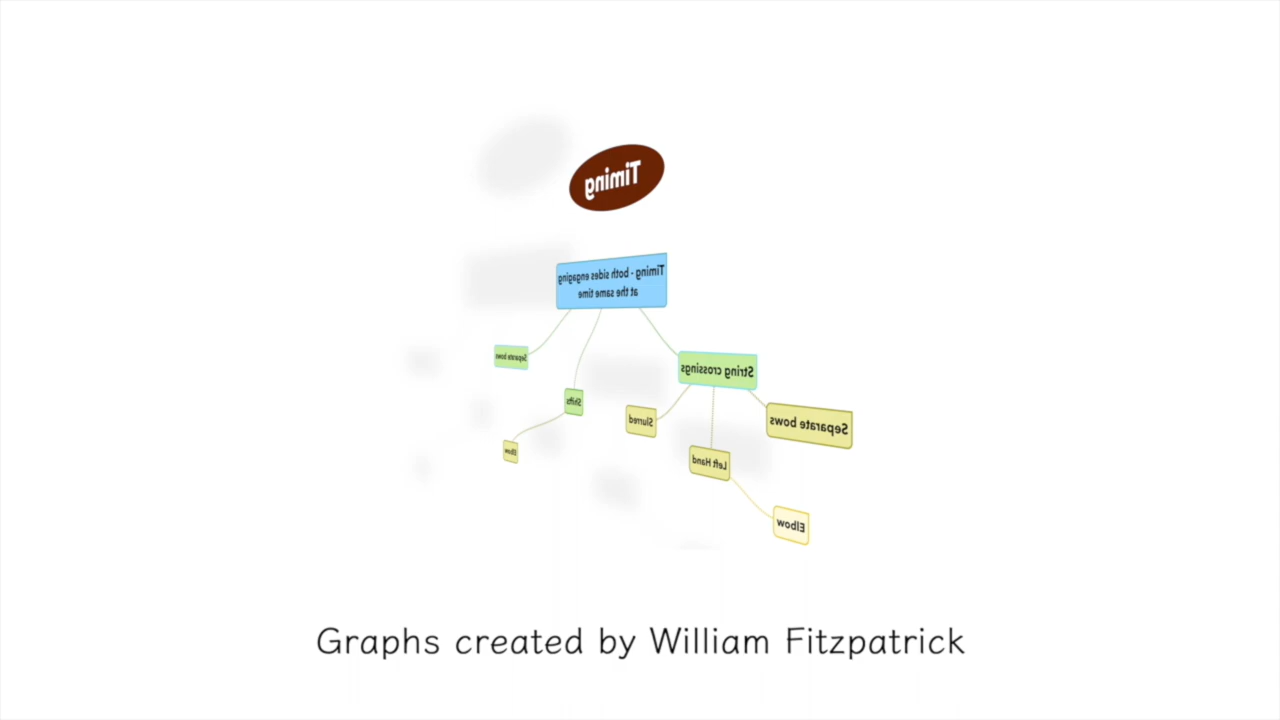 Timing
Timing - both sides engaging
at the same time
Separate bows
String crossings
Shifts
Slurred
Separate bows
Elbow
Left Hand
Elbow
Graphs created by William Fitzpatrick